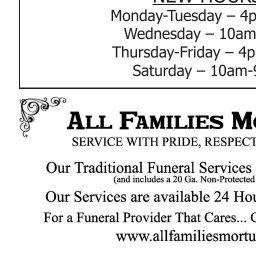 NEW HOURS
Monday-Tuesday – 4p
Wednesday – 10am
Thursday-Friday – 4p
Saturday – 10am-9
ALL FAMILIES MO
SERVICE WITH PRIDE, RESPECT
Our Traditional Funeral Services
(and includes a 20 Ga. Non-Protected
Our Services are available 24 Hou
For a Funeral Provider That Cares... C
www.allfamiliesmortu